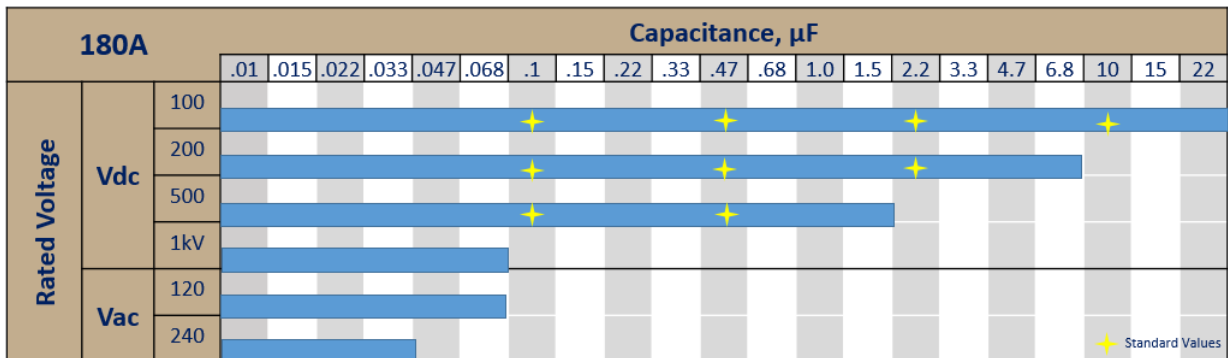 180A
Capacitance, µF
.01 .015 .022 .033 .047 .068 .1 .15 .22 .33 .47 .68 1.0 1.5 2.2 3.3 4.7 6.8 10 15 22
Rated Voltage
Vdc
100
200
500
1kV
Vac
120
240
Standard Values